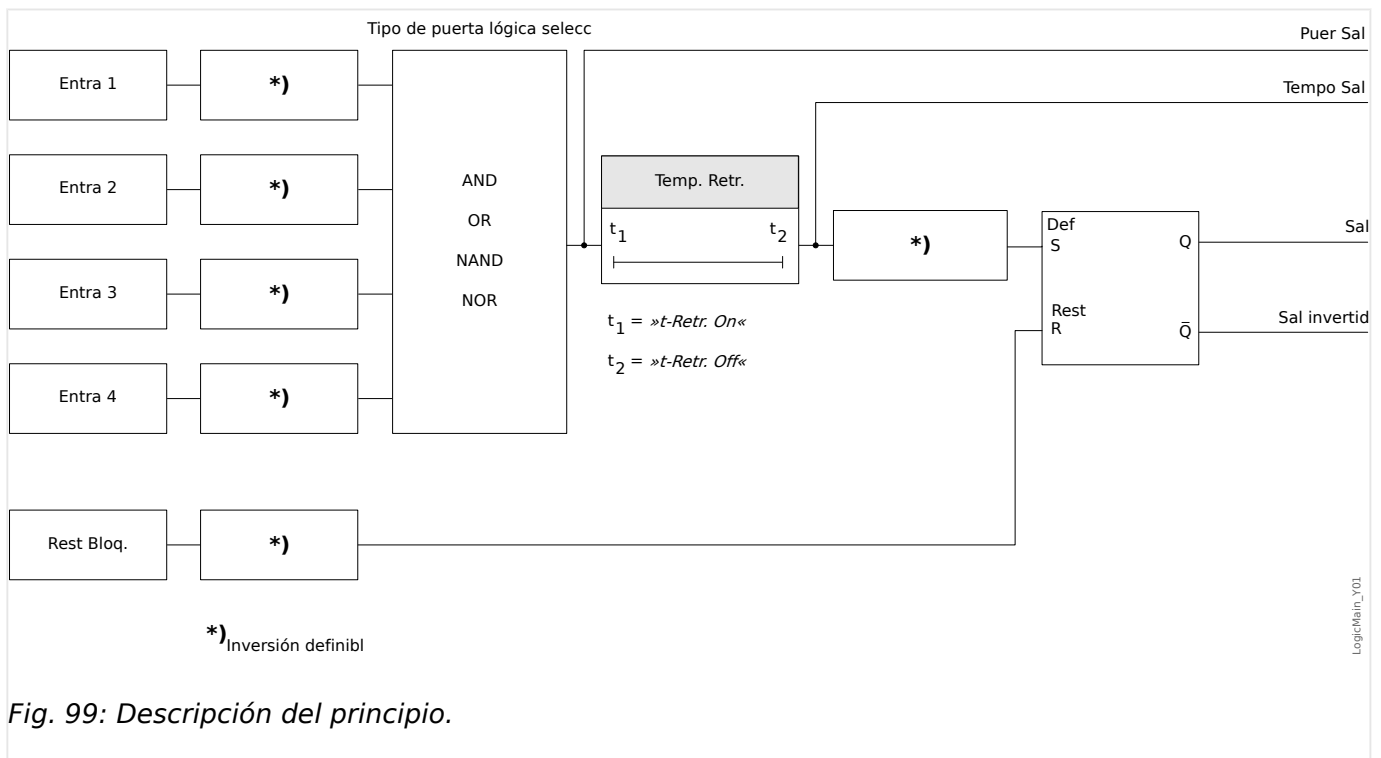 Tipo de puerta lógica selecc
Puer Sal
Tempo Sal
Entra 1
*)
Entra 2
*)
AND
OR
NAND
NOR
Temp. Retr.
t1
t2
*)
Def
S
Q
Sal
Entra 3
*)
t1 = »t-Retr. On«
t2 = »t-Retr. Off«
Rest
R
Q̅
Sal invertid
Entra 4
*)
Rest Bloq.
*)
*) Inversión definibl
LogicMain_Y01
Fig. 99: Descripción del principio.